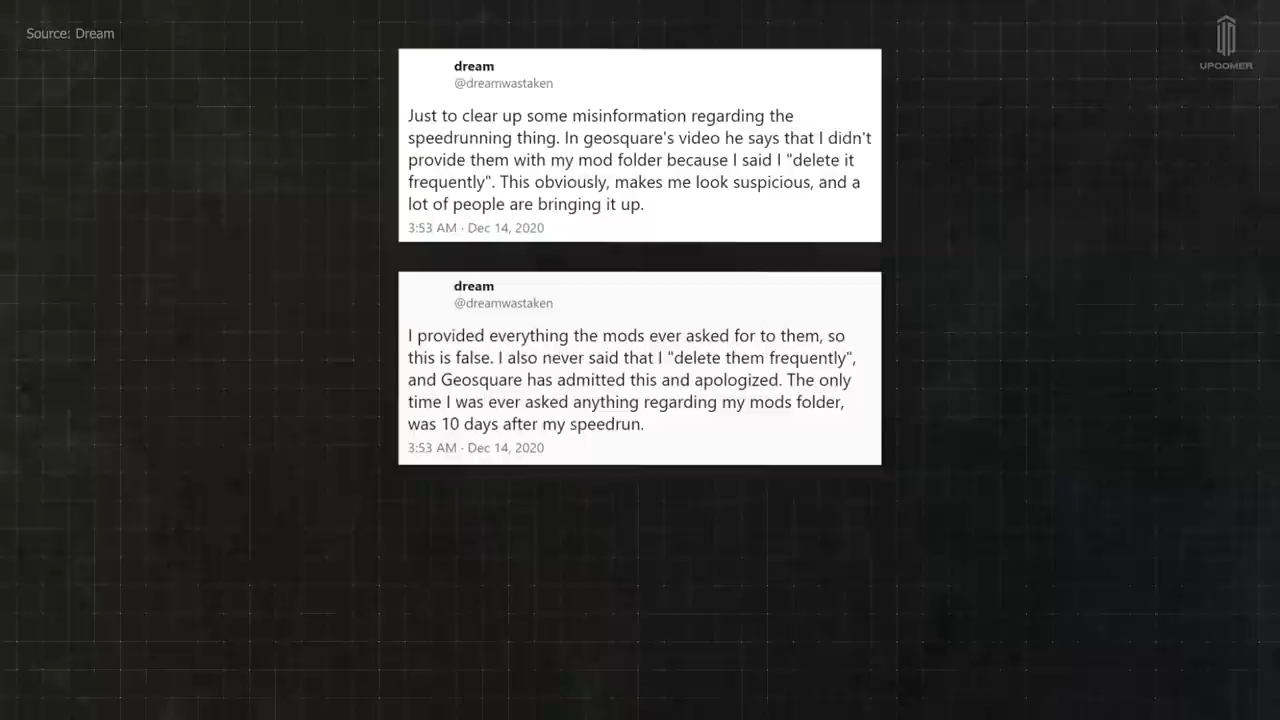 Source: Dream
UPCOMER
dream
@dreamwastaken
Just to clear up some misinformation regarding the
speedrunning thing. In geosquare's video he says that I didn't
provide them with my mod folder because I said I "delete it
frequently". This obviously, makes me look suspicious, and a
lot of people are bringing it up.
3:53 AM · Dec 14, 2020
dream
@dreamwastaken
I provided everything the mods ever asked for to them, so
this is false. I also never said that I "delete them frequently",
and Geosquare has admitted this and apologized. The only
time I was ever asked anything regarding my mods folder,
was 10 days after my speedrun.
3:53 AM · Dec 14, 2020